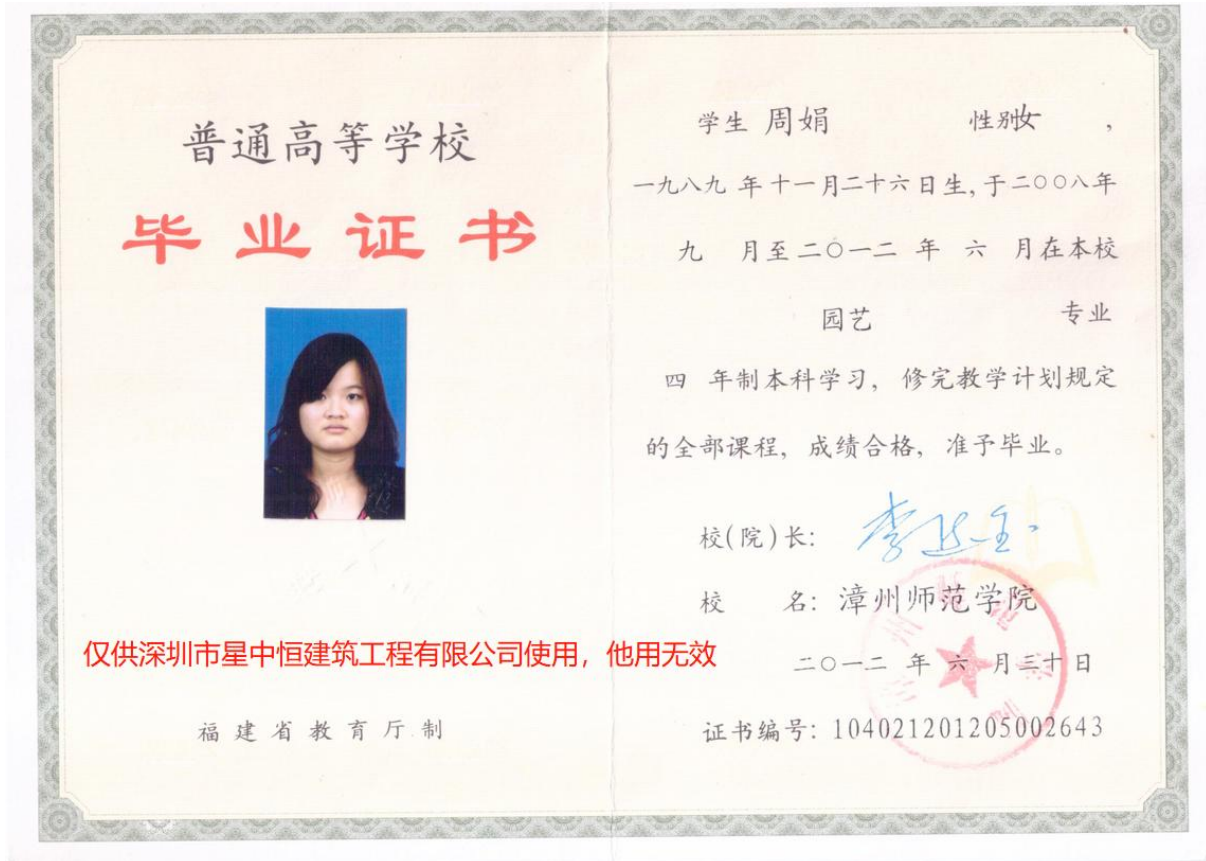 普通高等学校
毕业证书
仅供深圳市星中恒建筑工程有限公司使用，他用无效
福建省教育厅制
学生 周娟 性别女 ，
一九八九 年十一月二十六日生，于二〇〇八年
九 月至二〇一二 年 六 月在本校
园艺 专业
四 年制本科学习，修完教学计划规定
的全部课程，成绩合格，准予毕业。
校(院)长：
校 名：漳州师范学院
二〇一二 年 六 月三十日
证书编号：104021201205002643